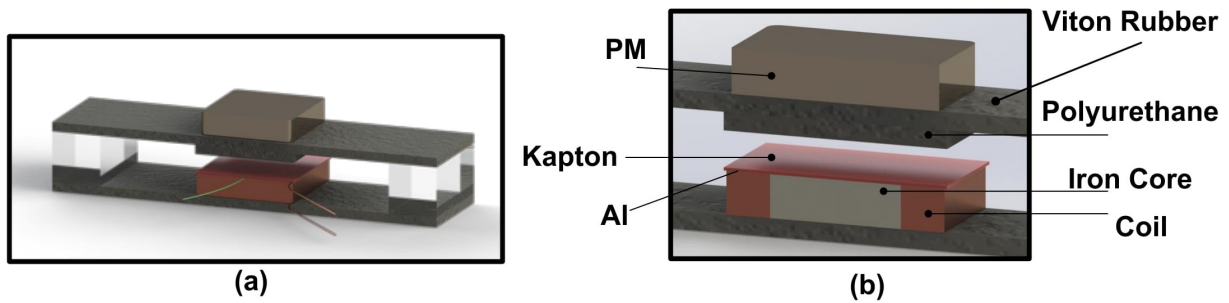 PM
Viton Rubber
Polyurethane
Kapton
Iron Core
Al
Coil
(a)
(b)